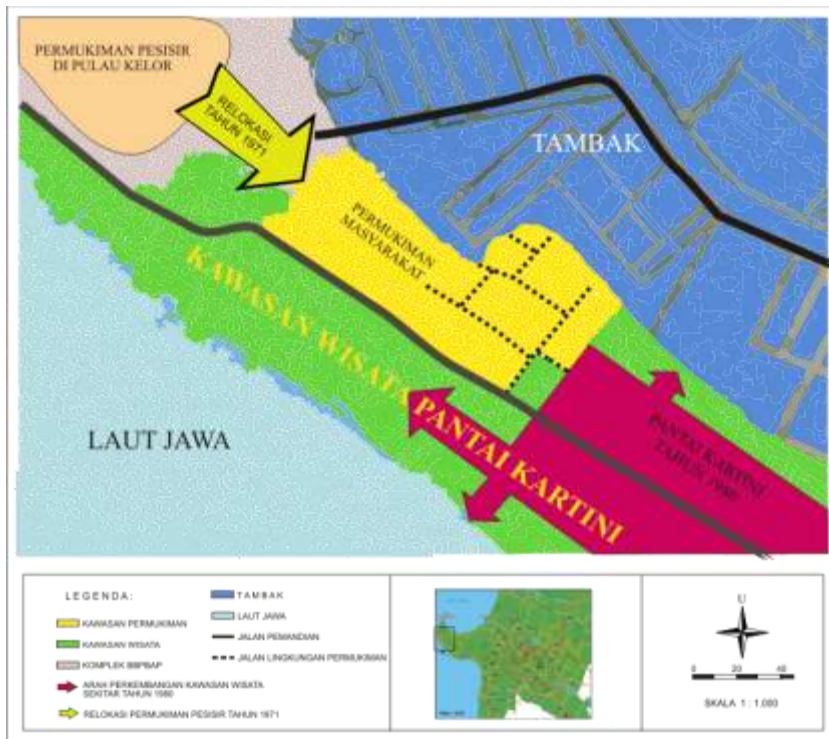 PERMUKIMAN PESISIR
DI PULAU KELOR
RELOKASI
TAHUN 1971
TAMBAK
PERMUKIMAN
MASYARAKAT
KAWASAN WISATA PANTAI KARTINI
PANTAI KARTINI
TAHUN 1980
LAUT JAWA
LEGENDA:
KAWASAN PERMUKIMAN
KAWASAN WISATA
KOMPLEK BBPBAP
ARAH PERKEMBANGAN KAWASAN WISATA
SEKITAR TAHUN 1980
RELOKASI PERMUKIMAN PESISIR TAHUN 1971
TAMBAK
LAUT JAWA
JALAN PEMANDIAN
JALAN LINGKUNGAN PERMUKIMAN
U
0 20 40
SKALA 1 : 1.000